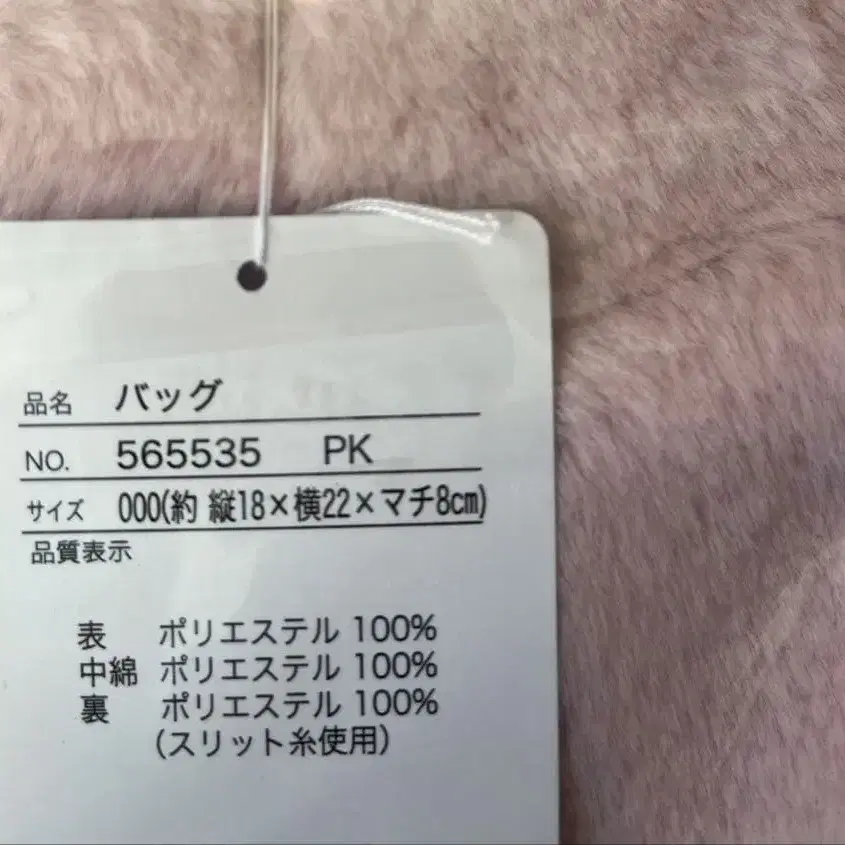 品名 バッグ
NO. 565535 PK
サイズ 000(約 縦18×横22×マチ8cm)
品質表示
表 ポリエステル 100%
中綿 ポリエステル 100%
裏 ポリエステル 100%
(スリット糸使用)